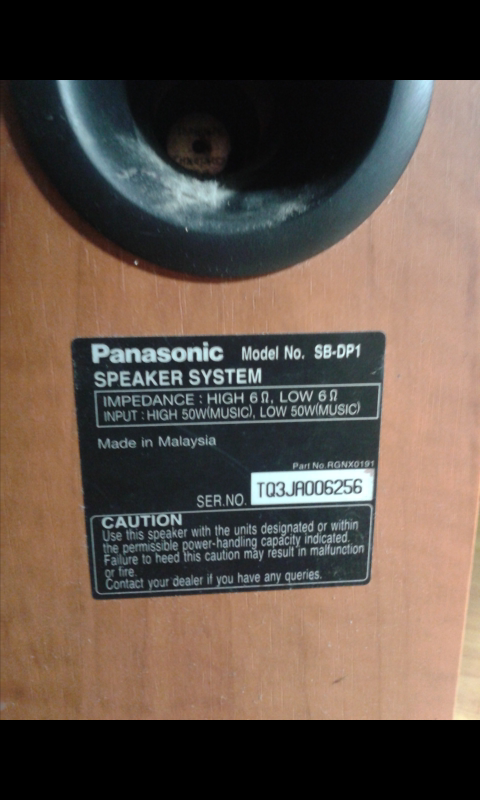 Panasonic Model No. SB-DP1
SPEAKER SYSTEM
IMPEDANCE : HIGH 6Ω, LOW 6Ω
INPUT : HIGH 50W(MUSIC), LOW 50W(MUSIC)
Made in Malaysia
Part No.RGNX0191
SER.NO. TQ3JA006256
CAUTION
Use this speaker with the units designated or within
the permissible power-handling capacity indicated.
Failure to heed this caution may result in malfunction
or fire.
Contact your dealer if you have any queries.